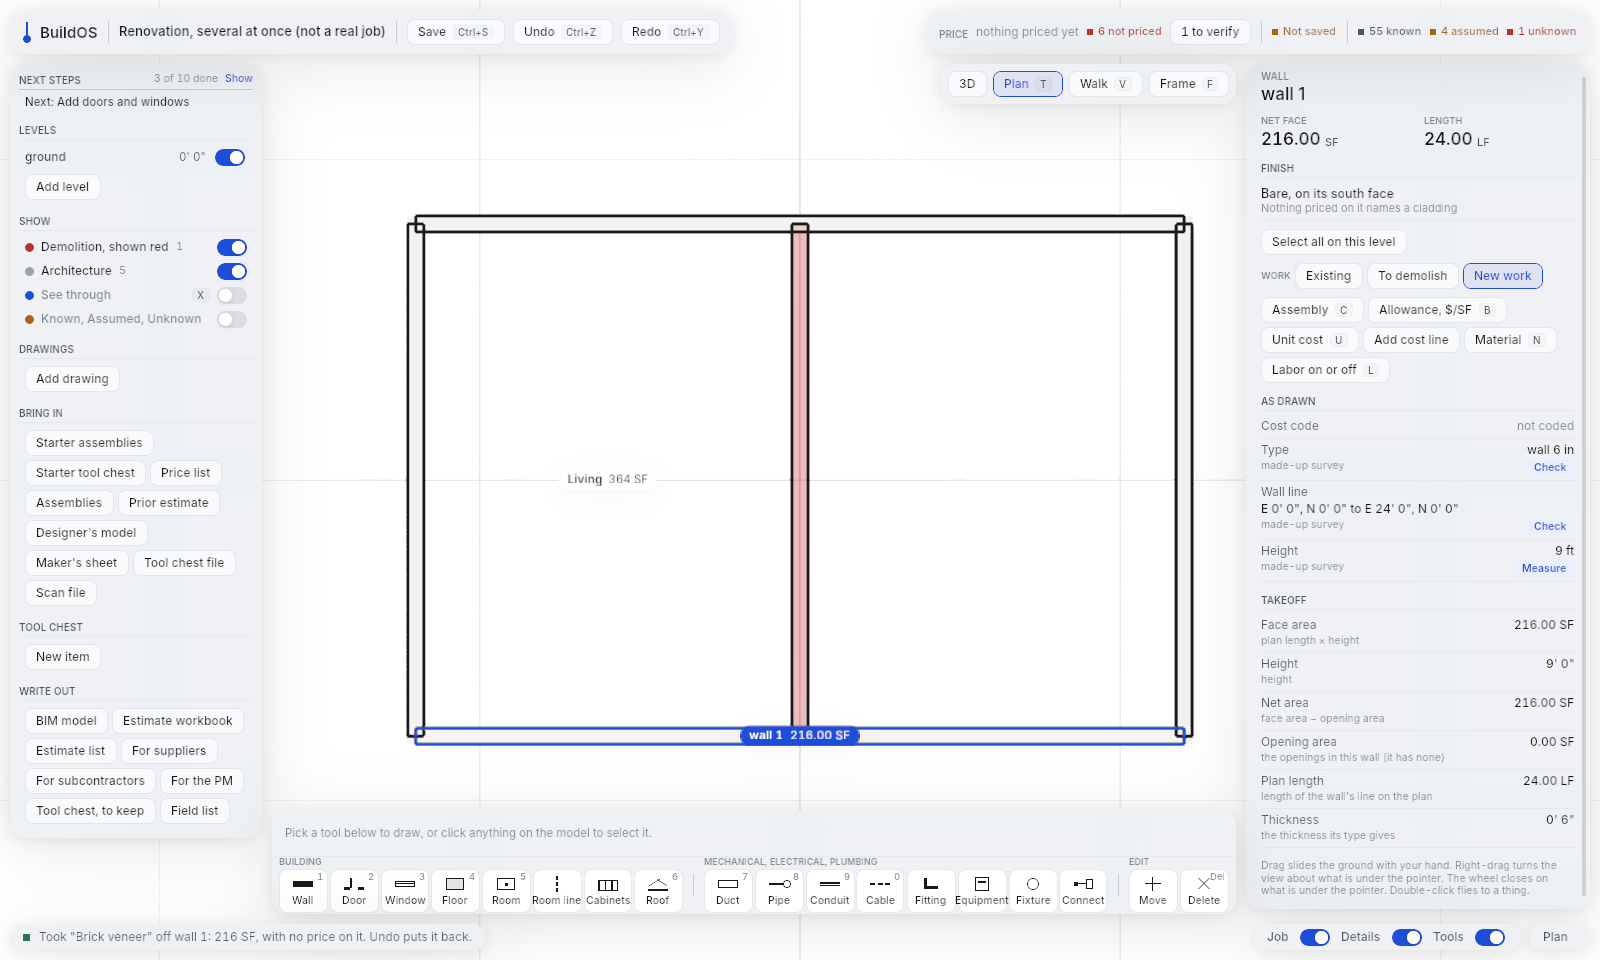 BuildOS
Renovation, several at once (not a real job)
Save Ctrl+S
Undo Ctrl+Z
Redo Ctrl+Y
PRICE nothing priced yet 6 not priced 1 to verify Not saved 55 known 4 assumed 1 unknown
3D
Plan T
Walk V
Frame F
NEXT STEPS 3 of 10 done Show
Next: Add doors and windows
LEVELS
ground 0' 0"
Add level
SHOW
Demolition, shown red 1
Architecture 5
See through X
Known, Assumed, Unknown
DRAWINGS
Add drawing
BRING IN
Starter assemblies
Starter tool chest Price list
Assemblies Prior estimate
Designer's model
Maker's sheet Tool chest file
Scan file
TOOL CHEST
New item
WRITE OUT
BIM model Estimate workbook
Estimate list For suppliers
For subcontractors For the PM
Tool chest, to keep Field list
Living 364 SF
wall 1 216.00 SF
Pick a tool below to draw, or click anything on the model to select it.
BUILDING
Wall 1
Door 2
Window 3
Floor 4
Room 5
Room line
Cabinets
Roof 6
MECHANICAL, ELECTRICAL, PLUMBING
Duct 7
Pipe 8
Conduit 9
Cable 0
Fitting
Equipment
Fixture
Connect
EDIT
Move
Delete Del
Took "Brick veneer" off wall 1: 216 SF, with no price on it. Undo puts it back.
WALL
wall 1
NET FACE LENGTH
216.00 SF 24.00 LF
FINISH
Bare, on its south face
Nothing priced on it names a cladding
Select all on this level
WORK Existing To demolish New work
Assembly C Allowance, $/SF B
Unit cost U Add cost line Material N
Labor on or off L
AS DRAWN
Cost code not coded
Type wall 6 in
made-up survey Check
Wall line
E 0' 0", N 0' 0" to E 24' 0", N 0' 0"
made-up survey Check
Height 9 ft
made-up survey Measure
TAKEOFF
Face area 216.00 SF
plan length × height
Height 9' 0"
height
Net area 216.00 SF
face area − opening area
Opening area 0.00 SF
the openings in this wall (it has none)
Plan length 24.00 LF
length of the wall's line on the plan
Thickness 0' 6"
the thickness its type gives
Drag slides the ground with your hand. Right-drag turns the
view about what is under the pointer. The wheel closes on
what is under the pointer. Double-click flies to a thing.
Job Details Tools Plan